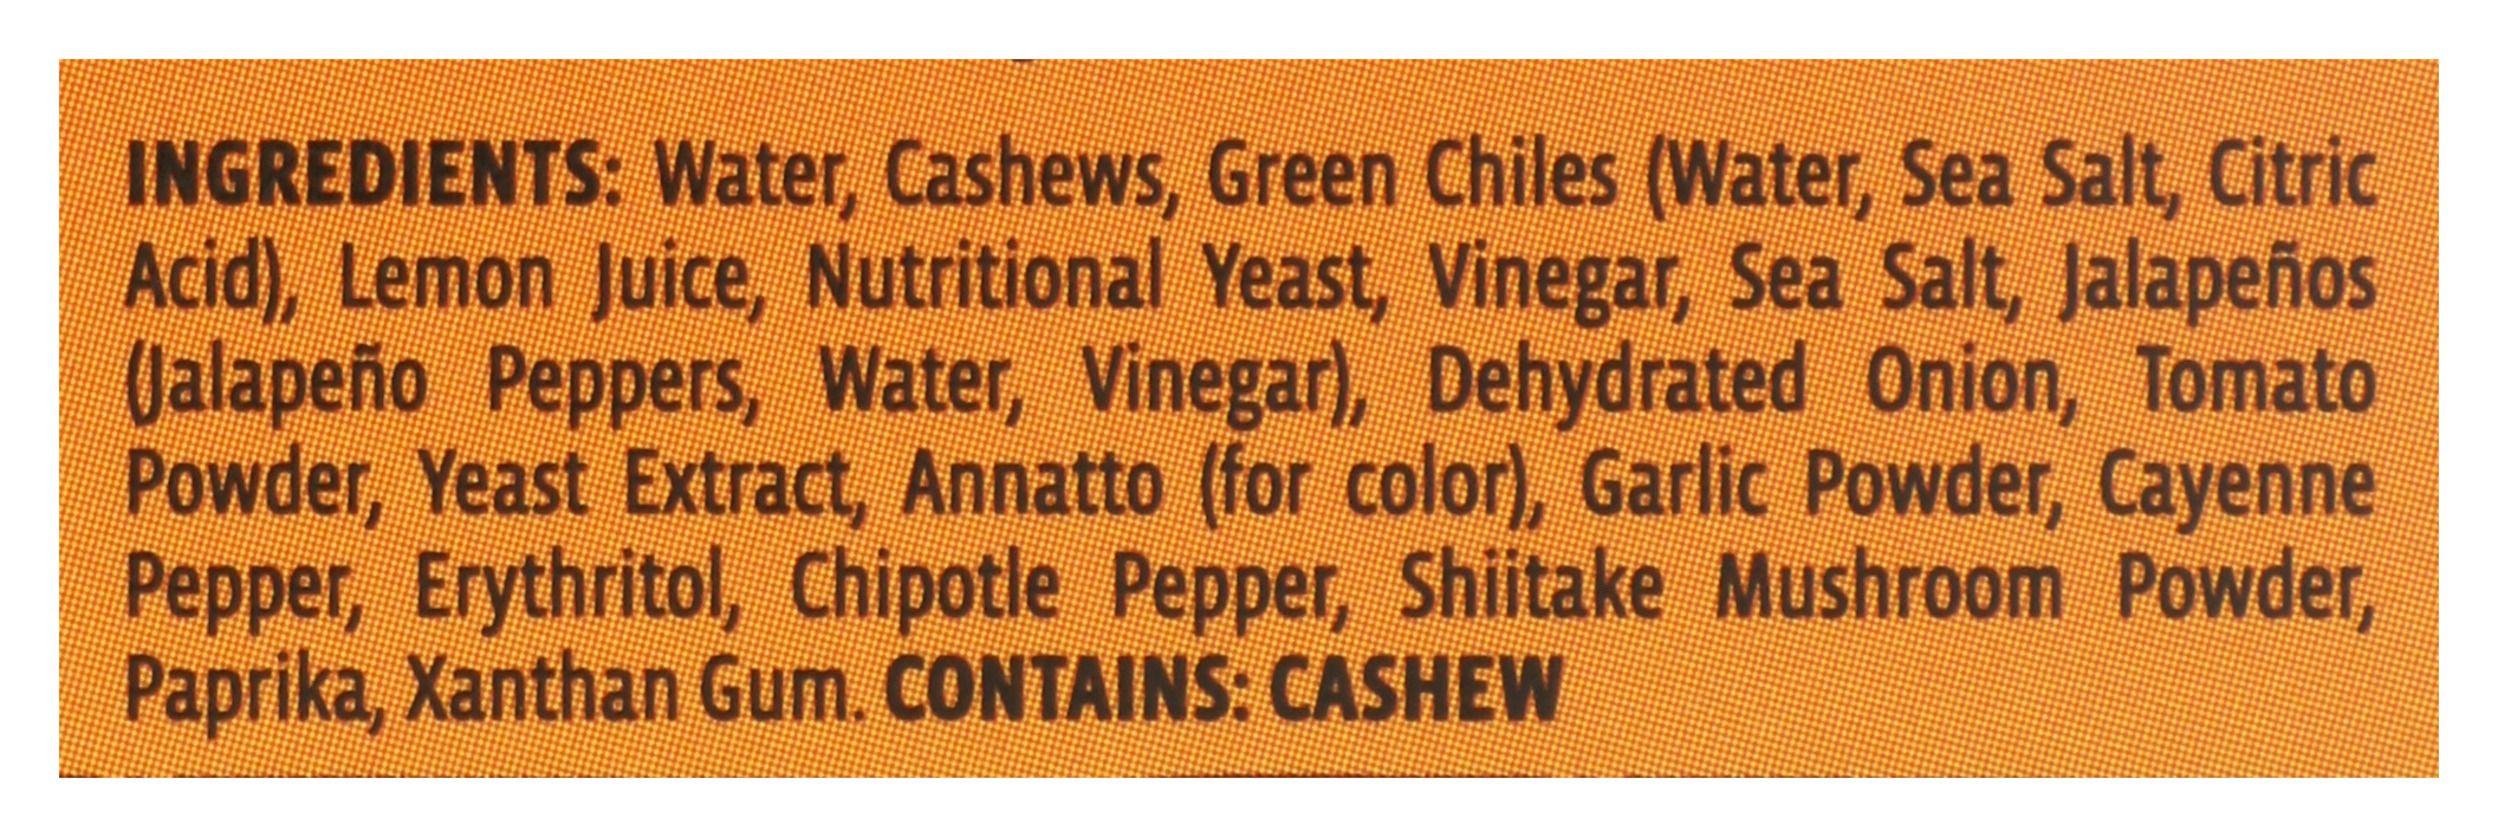 INGREDIENTS: Water, Cashews, Green Chiles (Water, Sea Salt, Citric
Acid), Lemon Juice, Nutritional Yeast, Vinegar, Sea Salt, Jalapeños
(Jalapeño Peppers, Water, Vinegar), Dehydrated Onion, Tomato
Powder, Yeast Extract, Annatto (for color), Garlic Powder, Cayenne
Pepper, Erythritol, Chipotle Pepper, Shiitake Mushroom Powder,
Paprika, Xanthan Gum. CONTAINS: CASHEW